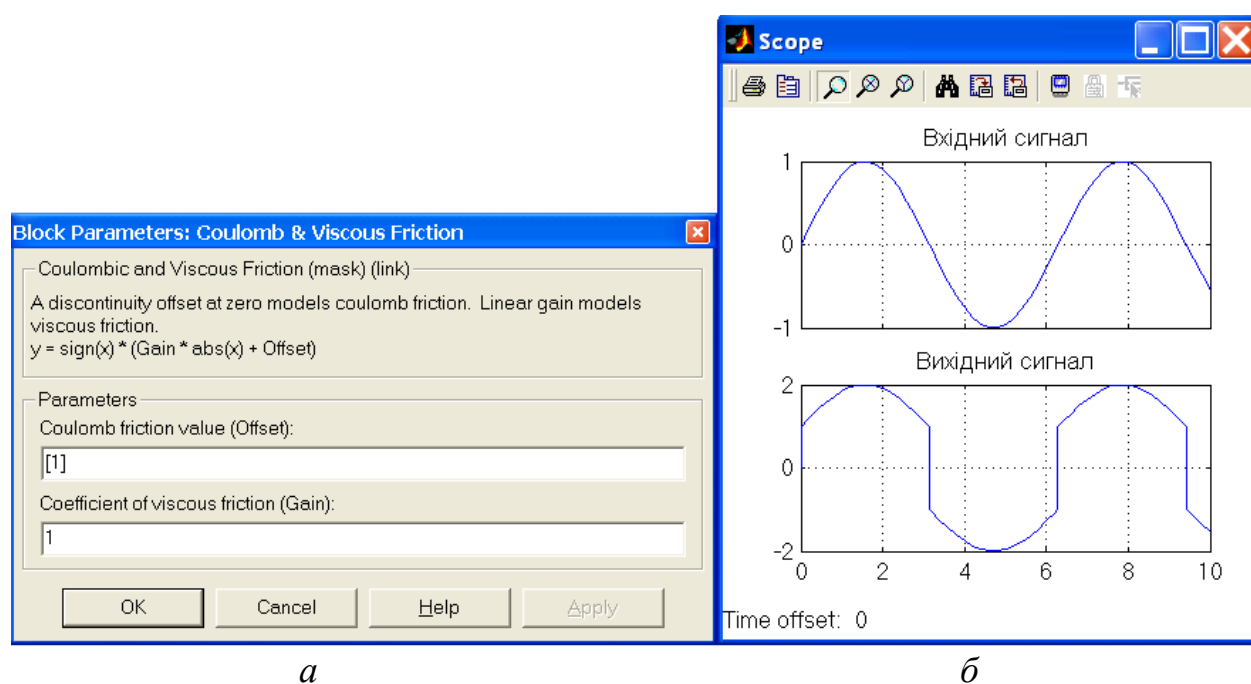 Block Parameters: Coulomb & Viscous Friction
Coulombic and Viscous Friction (mask) (link)
A discontinuity offset at zero models coulomb friction.  Linear gain models
viscous friction.
y = sign(x) * (Gain * abs(x) + Offset)
Parameters
Coulomb friction value (Offset):
[1]
Coefficient of viscous friction (Gain):
1
OK Cancel Help Apply
а
Scope
Вхідний сигнал
1
0
-1
Вихідний сигнал
2
0
-2
0 2 4 6 8 10
Time offset: 0
б